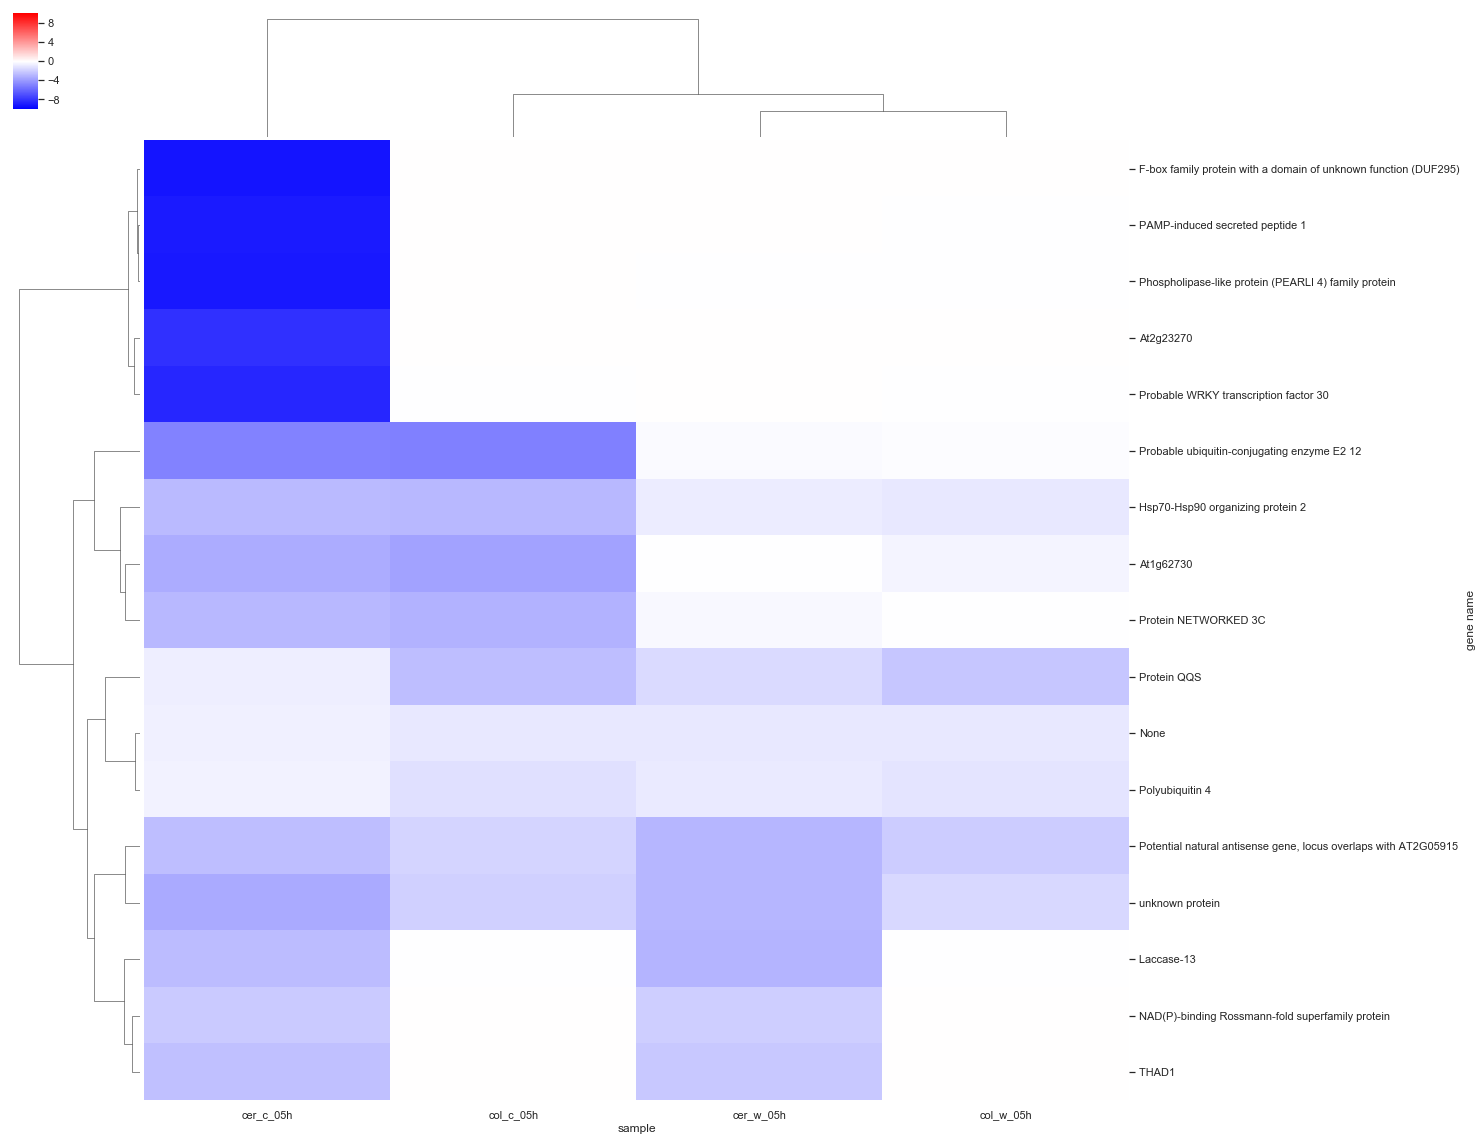 8
4
0
−4
−8
F-box family protein with a domain of unknown function (DUF295)
PAMP-induced secreted peptide 1
Phospholipase-like protein (PEARLI 4) family protein
At2g23270
Probable WRKY transcription factor 30
Probable ubiquitin-conjugating enzyme E2 12
Hsp70-Hsp90 organizing protein 2
At1g62730
Protein NETWORKED 3C
Protein QQS
None
Polyubiquitin 4
Potential natural antisense gene, locus overlaps with AT2G05915
unknown protein
Laccase-13
NAD(P)-binding Rossmann-fold superfamily protein
THAD1
gene name
cer_c_05h col_c_05h cer_w_05h col_w_05h
sample